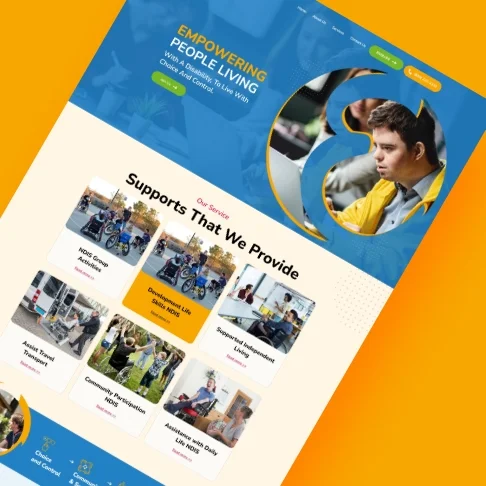 Home
About Us
Services
Contact Us
EMPOWERING
PEOPLE LIVING
With A Disability, To Live With
Choice And Control.
Our Service
Supports That We Provide
NDIS Group
Activities
Read more >>
Development Life
Skills NDIS
Read more >>
Supported Independent
Living
Read more >>
Assist Travel
Transport
Read more >>
Community Participation
NDIS
Read more >>
Assistance with Daily
Life NDIS
Read more >>
Choice
and Control